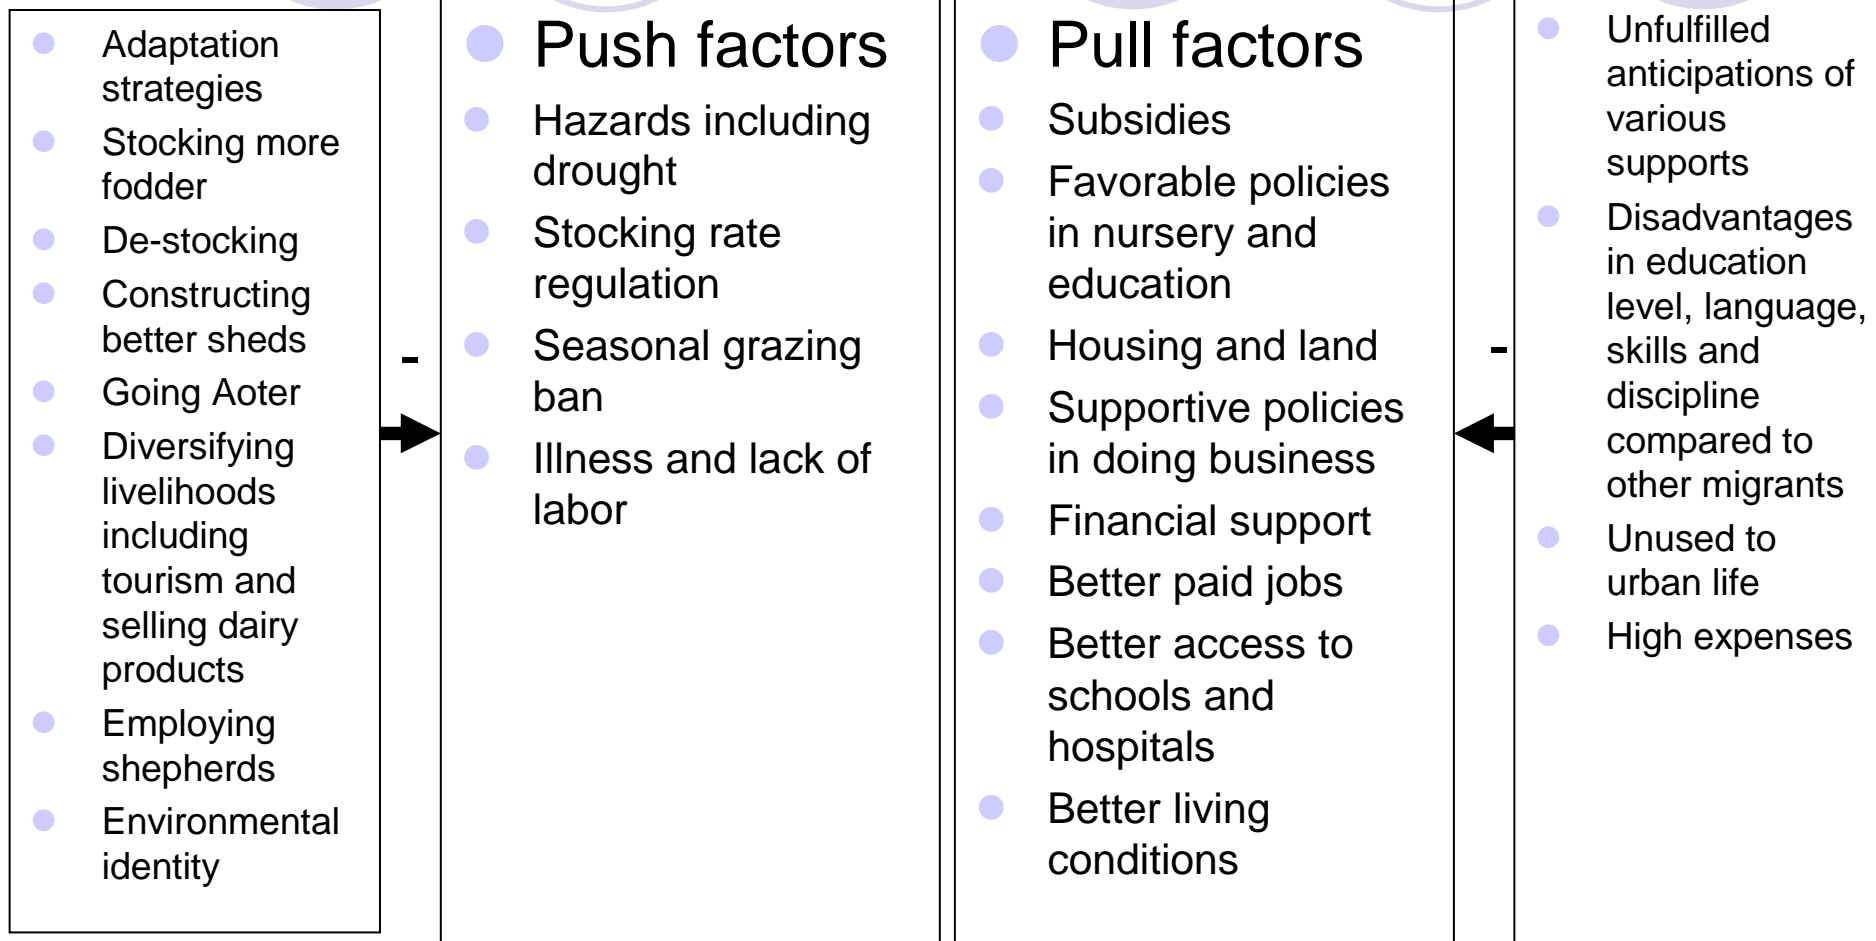 Adaptation
strategies
Stocking more
fodder
De-stocking
Constructing
better sheds
Going Aoter
Diversifying
livelihoods
including
tourism and
selling dairy
products
Employing
shepherds
Environmental
identity
-
Push factors
Hazards including
drought
Stocking rate
regulation
Seasonal grazing
ban
Illness and lack of
labor
Pull factors
Subsidies
Favorable policies
in nursery and
education
Housing and land
Supportive policies
in doing business
Financial support
Better paid jobs
Better access to
schools and
hospitals
Better living
conditions
-
Unfulfilled
anticipations of
various
supports
Disadvantages
in education
level, language,
skills and
discipline
compared to
other migrants
Unused to
urban life
High expenses